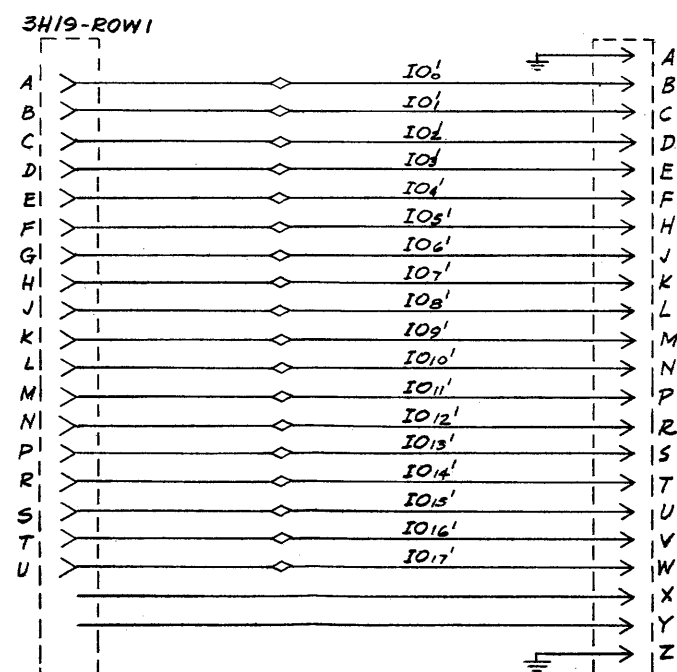 3H19-ROW1
A
A IO0' B
B IO1' C
C IO2' D
D IO3' E
E IO4' F
F IO5' H
G IO6' J
H IO7' K
J IO8' L
K IO9' M
L IO10' N
M IO11' P
N IO12' R
P IO13' S
R IO14' T
S IO15' U
T IO16' V
U IO17' W
X
Y
Z